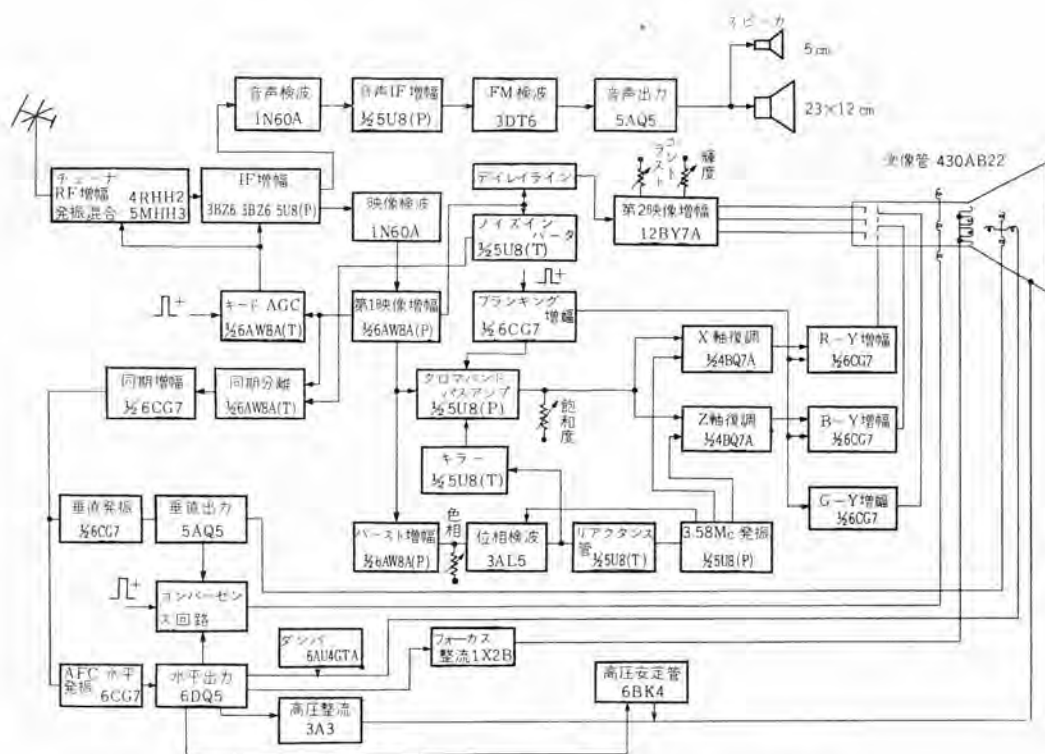 スピーカ
5cm
音声検波
1N60A
音声IF増幅
½5U8(P)
FM検波
3DT6
音声出力
5AQ5
23×12cm
受像管 430AB22
チューナ
RF増幅 4RHH2
発振,混合 5MHH3
IF増幅
3BZ6 3BZ6 5U8(P)
映像検波
1N60A
ディレイライン
コントラスト
輝度
第2映像増幅
12BY7A
ノイズインバータ
½5U8(T)
キードAGC
½6AW8A(T)
第1映像増幅
½6AW8A(P)
ブランキング
増幅
½6CG7
X軸復調
½4BQ7A
R-Y増幅
½6CG7
同期増幅
½6CG7
同期分離
½6AW8A(T)
クロマバンド
パスアンプ
½5U8(P)
飽和度
Z軸復調
½4BQ7A
B-Y増幅
½6CG7
キラー
½5U8(T)
G-Y増幅
½6CG7
垂直発振
½6CG7
垂直出力
5AQ5
バースト増幅
½6AW8A(P)
色相
位相検波
3AL5
リアクタンス
管 ½5U8(T)
3.58Mc発振
½5U8(P)
コンバーゼン
ス回路
ダンパ
6AU4GTA
フォーカス
整流1X2B
AFC水平
発振
6CG7
水平出力
6DQ5
高圧整流
3A3
高圧安定管
6BK4